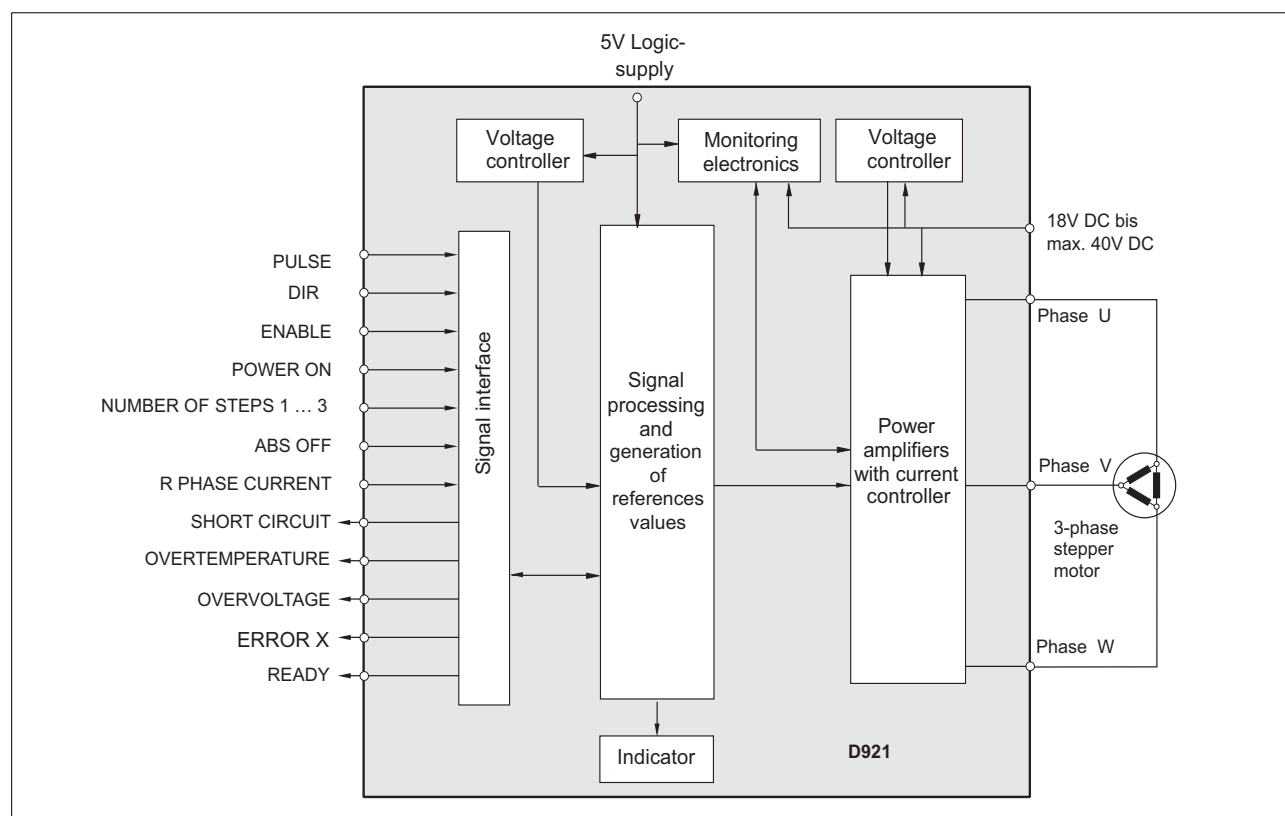 5V Logic-
supply
Voltage
controller
Monitoring
electronics
Voltage
controller
18V DC bis
max. 40V DC
PULSE
DIR
ENABLE
POWER ON
NUMBER OF STEPS 1 … 3
ABS OFF
R PHASE CURRENT
SHORT CIRCUIT
OVERTEMPERATURE
OVERVOLTAGE
ERROR X
READY
Signal interface
Signal
processing
and
generation
of
references
values
Power
amplifiers
with current
controller
Phase U
Phase V
3-phase
stepper
motor
Phase W
Indicator
D921